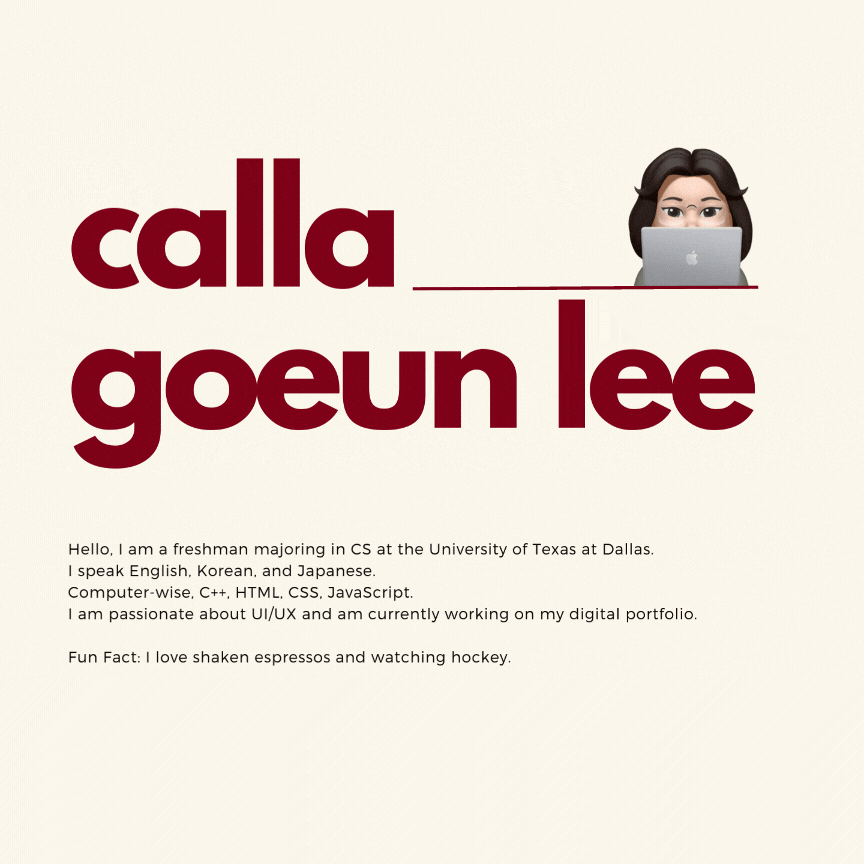 calla
goeun lee
Hello, I am a freshman majoring in CS at the University of Texas at Dallas.
I speak English, Korean, and Japanese.
Computer-wise, C++, HTML, CSS, JavaScript.
I am passionate about UI/UX and am currently working on my digital portfolio.
Fun Fact: I love shaken espressos and watching hockey.